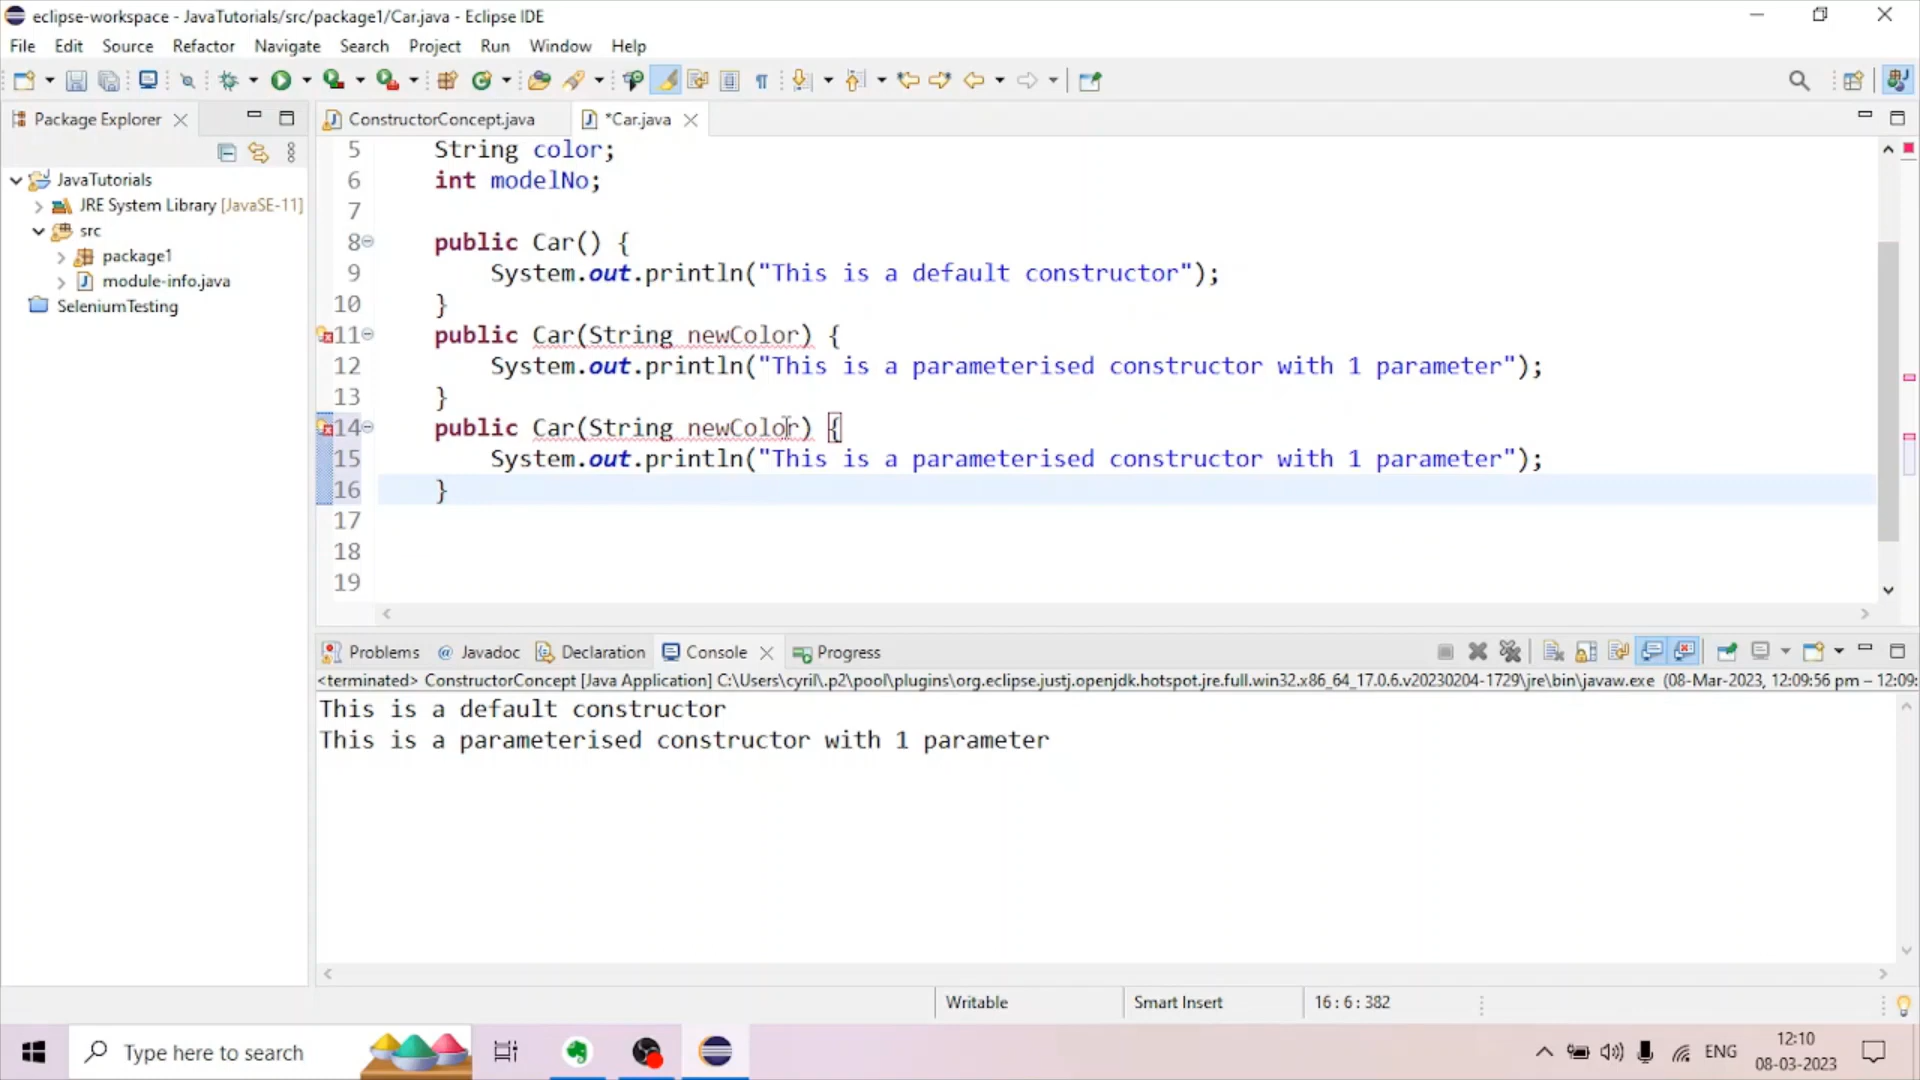 eclipse-workspace - JavaTutorials/src/package1/Car.java - Eclipse IDE
File Edit Source Refactor Navigate Search Project Run Window Help
Package Explorer
ConstructorConcept.java
*Car.java
JavaTutorials
JRE System Library [JavaSE-11]
src
package1
module-info.java
SeleniumTesting
5 String color;
6 int modelNo;
7
8 public Car() {
9 System.out.println("This is a default constructor");
10 }
11 public Car(String newColor) {
12 System.out.println("This is a parameterised constructor with 1 parameter");
13 }
14 public Car(String newColor) {
15 System.out.println("This is a parameterised constructor with 1 parameter");
16 }
17
18
19
Problems @ Javadoc Declaration Console Progress
<terminated> ConstructorConcept [Java Application] C:\Users\cyril\.p2\pool\plugins\org.eclipse.justj.openjdk.hotspot.jre.full.win32.x86_64_17.0.6.v20230204-1729\jre\bin\javaw.exe (08-Mar-2023, 12:09:56 pm – 12:09:
This is a default constructor
This is a parameterised constructor with 1 parameter
Writable Smart Insert 16 : 6 : 382
Type here to search
ENG
12:10
08-03-2023